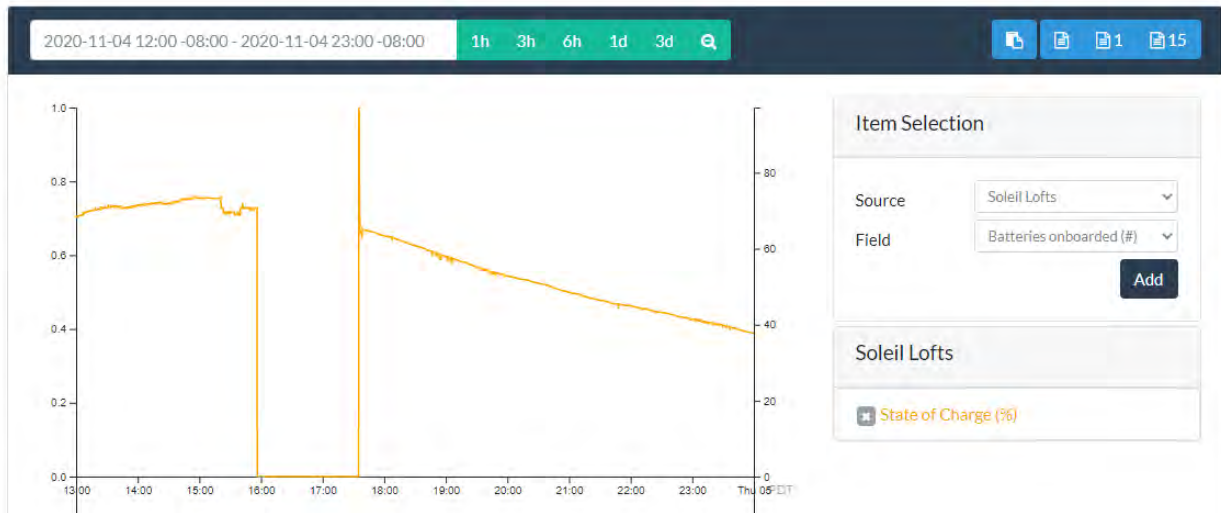 2020-11-04 12:00 -08:00 - 2020-11-04 23:00 -08:00 1h 3h 6h 1d 3d 1 15
1.0
0.8
0.6
0.4
0.2
0.0
80
60
40
20
0
13:00 14:00 15:00 16:00 17:00 18:00 19:00 20:00 21:00 22:00 23:00 Thu 05 PDT
Item Selection
Source Soleil Lofts
Field Batteries onboarded (#)
Add
Soleil Lofts
State of Charge (%)